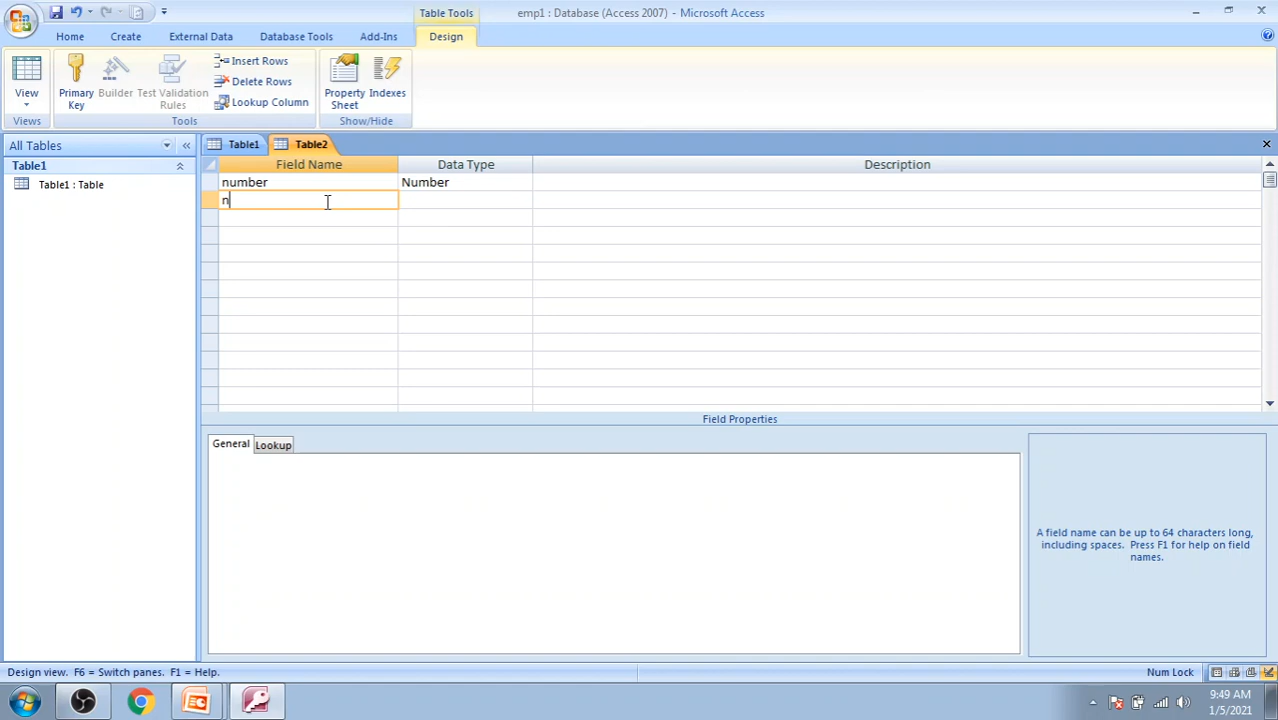 Table Tools
emp1 : Database (Access 2007) - Microsoft Access
Home Create External Data Database Tools Add-Ins Design
View
Views
Primary Key
Builder
Test Validation Rules
Insert Rows
Delete Rows
Lookup Column
Tools
Property Sheet
Indexes
Show/Hide
All Tables
Table1
Table1 : Table
Table1 Table2
Field Name Data Type Description
number Number
n
Field Properties
General Lookup
A field name can be up to 64 characters long,
including spaces. Press F1 for help on field
names.
Design view. F6 = Switch panes. F1 = Help.
Num Lock
9:49 AM
1/5/2021